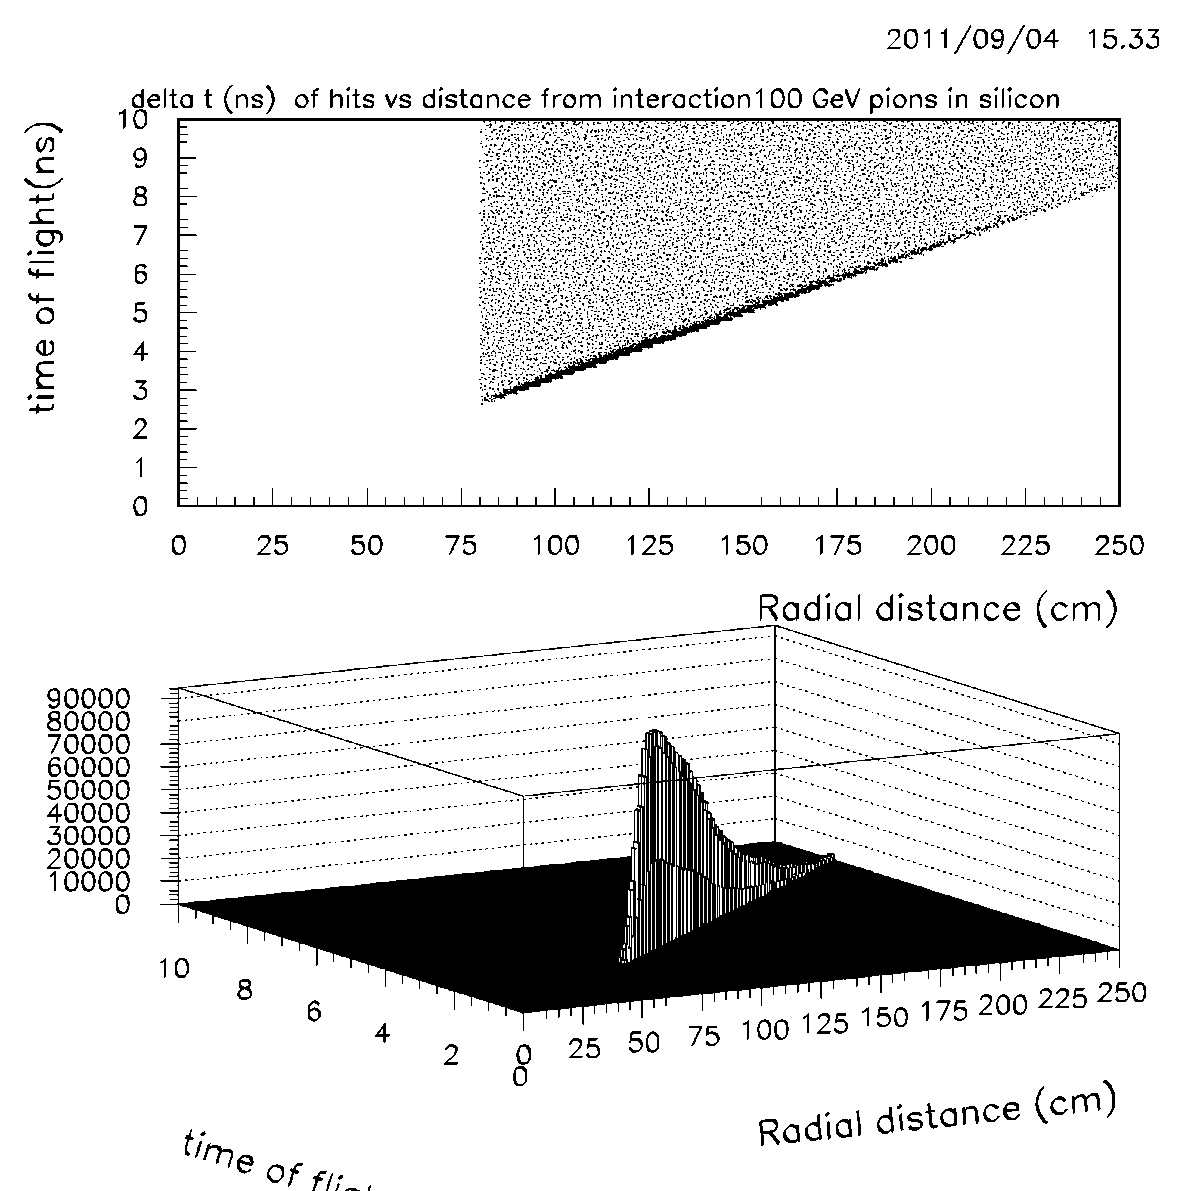 2011/09/04 15.33
delta t (ns) of hits vs distance from interaction100 GeV pions in silicon
time of flight(ns)
10
9
8
7
6
5
4
3
2
1
0
0 25 50 75 100 125 150 175 200 225 250
Radial distance (cm)
90000
80000
70000
60000
50000
40000
30000
20000
10000
0
10 8 6 4 2 0
0 25 50 75 100 125 150 175 200 225 250
Radial distance (cm)
time of